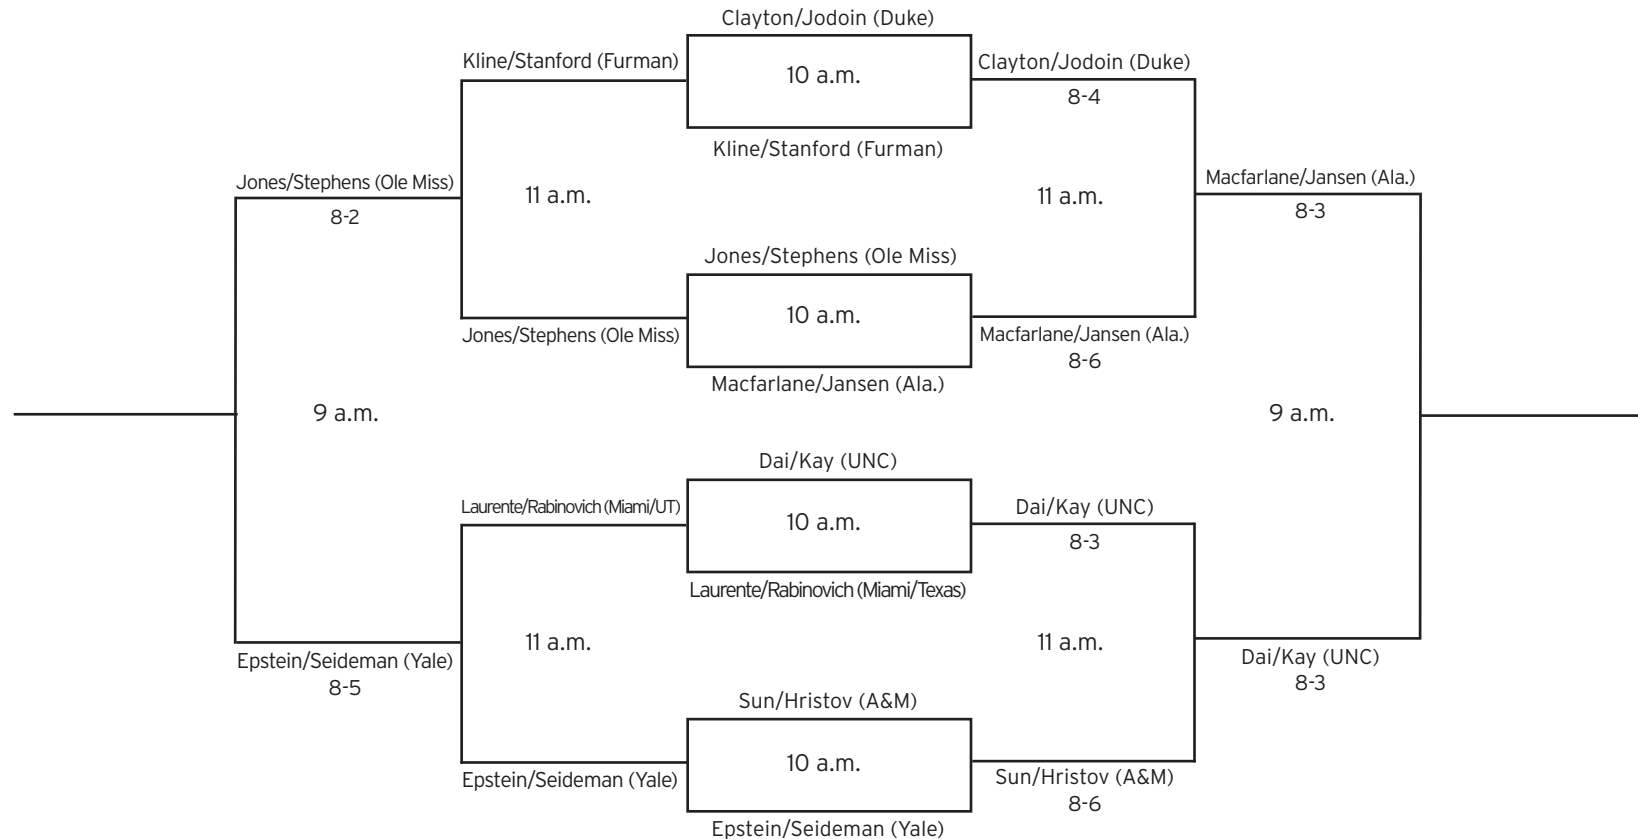 Clayton/Jodoin (Duke)
Kline/Stanford (Furman)
10 a.m.
Clayton/Jodoin (Duke)
8-4
Kline/Stanford (Furman)
Jones/Stephens (Ole Miss)
8-2
11 a.m.
11 a.m.
Macfarlane/Jansen (Ala.)
8-3
Jones/Stephens (Ole Miss)
10 a.m.
Jones/Stephens (Ole Miss)
Macfarlane/Jansen (Ala.)
8-6
Macfarlane/Jansen (Ala.)
9 a.m.
9 a.m.
Dai/Kay (UNC)
Laurente/Rabinovich (Miami/UT)
10 a.m.
Dai/Kay (UNC)
8-3
Laurente/Rabinovich (Miami/Texas)
11 a.m.
11 a.m.
Epstein/Seideman (Yale)
8-5
Dai/Kay (UNC)
8-3
Sun/Hristov (A&M)
10 a.m.
Epstein/Seideman (Yale)
Sun/Hristov (A&M)
8-6
Epstein/Seideman (Yale)